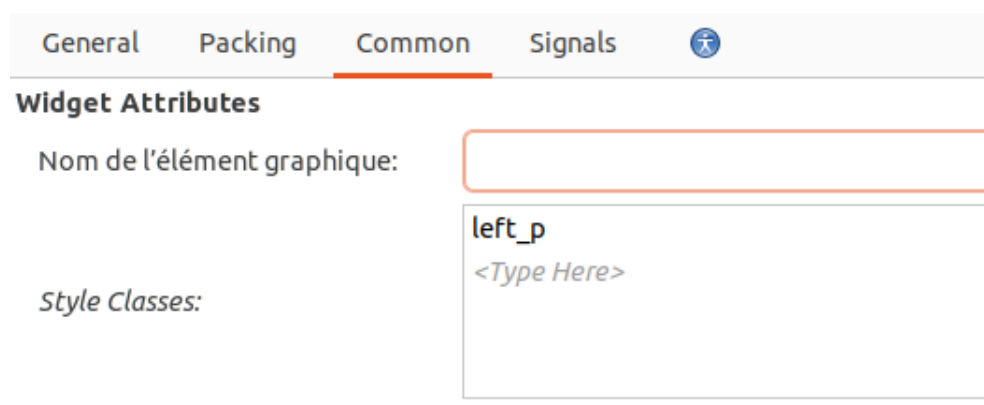 General Packing Common Signals
Widget Attributes
Nom de l’élément graphique:
left_p
<Type Here>
Style Classes: